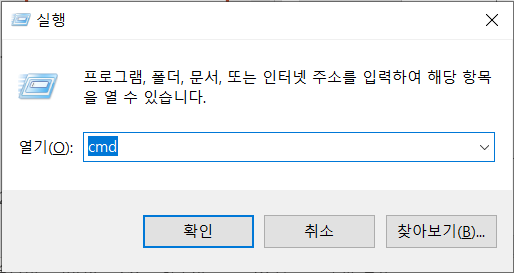 실행
프로그램, 폴더, 문서, 또는 인터넷 주소를 입력하여 해당 항목
을 열 수 있습니다.
열기(O): cmd
확인 취소 찾아보기(B)...